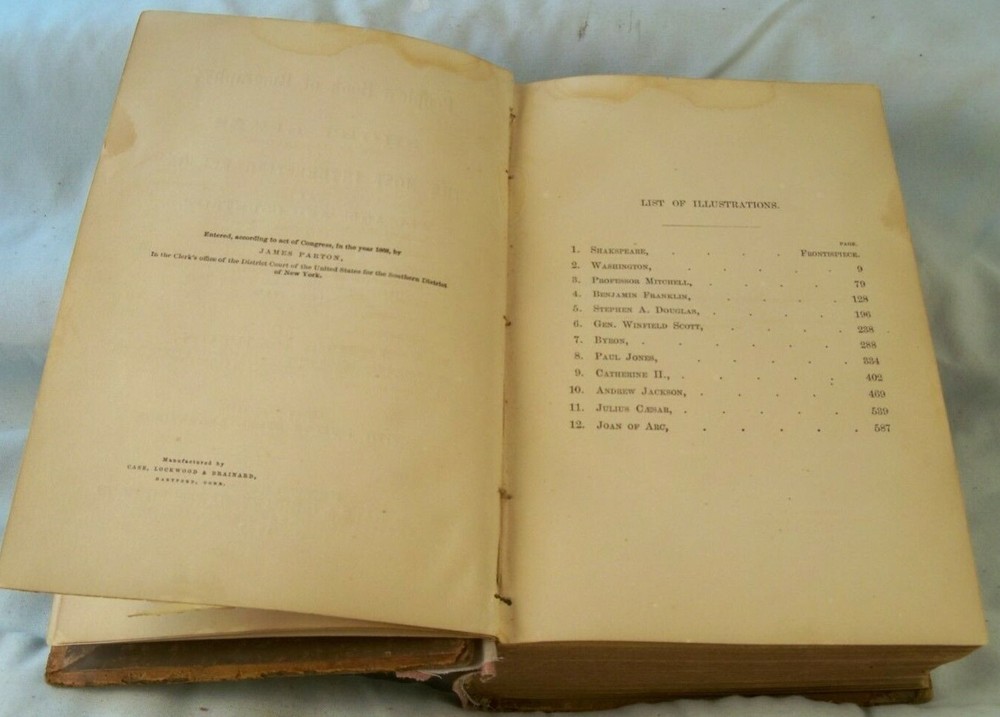 Entered, according to act of Congress, in the year 1868, by
JAMES PARTON,
In the Clerk's office of the District Court of the United States for the Southern District
of New York.
Manufactured by
CASE, LOCKWOOD & BRAINARD,
HARTFORD, CONN.
LIST OF ILLUSTRATIONS.
PAGE.
1. SHAKSPEARE, . . . . FRONTISPIECE.
2. WASHINGTON, . . . . . 9
3. PROFESSOR MITCHELL, . . . . . 79
4. BENJAMIN FRANKLIN, . . . . 128
5. STEPHEN A. DOUGLAS, . . . . . 196
6. GEN. WINFIELD SCOTT, . . . . 238
7. BYRON, . . . . . . 288
8. PAUL JONES, . . . . . 334
9. CATHERINE II., . . . . . 402
10. ANDREW JACKSON, . . . . . 469
11. JULIUS CÆSAR, . . . . . 539
12. JOAN OF ARC, . . . . . 587